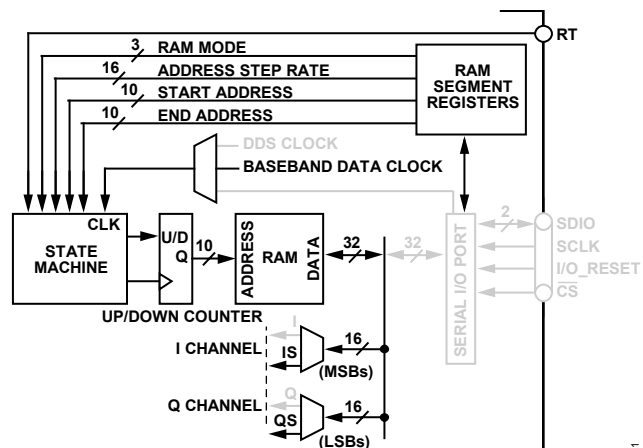 RT
3 RAM MODE
16 ADDRESS STEP RATE
10 START ADDRESS
10 END ADDRESS
RAM
SEGMENT
REGISTERS
DDS CLOCK
BASEBAND DATA CLOCK
CLK
STATE
MACHINE
U/D
Q
10
ADDRESS
RAM
DATA
32
32
SERIAL I/O PORT
2
SDIO
SCLK
I/O_RESET
CS
UP/DOWN COUNTER
I
I CHANNEL
IS
16
(MSBs)
Q
Q CHANNEL
QS
16
(LSBs)